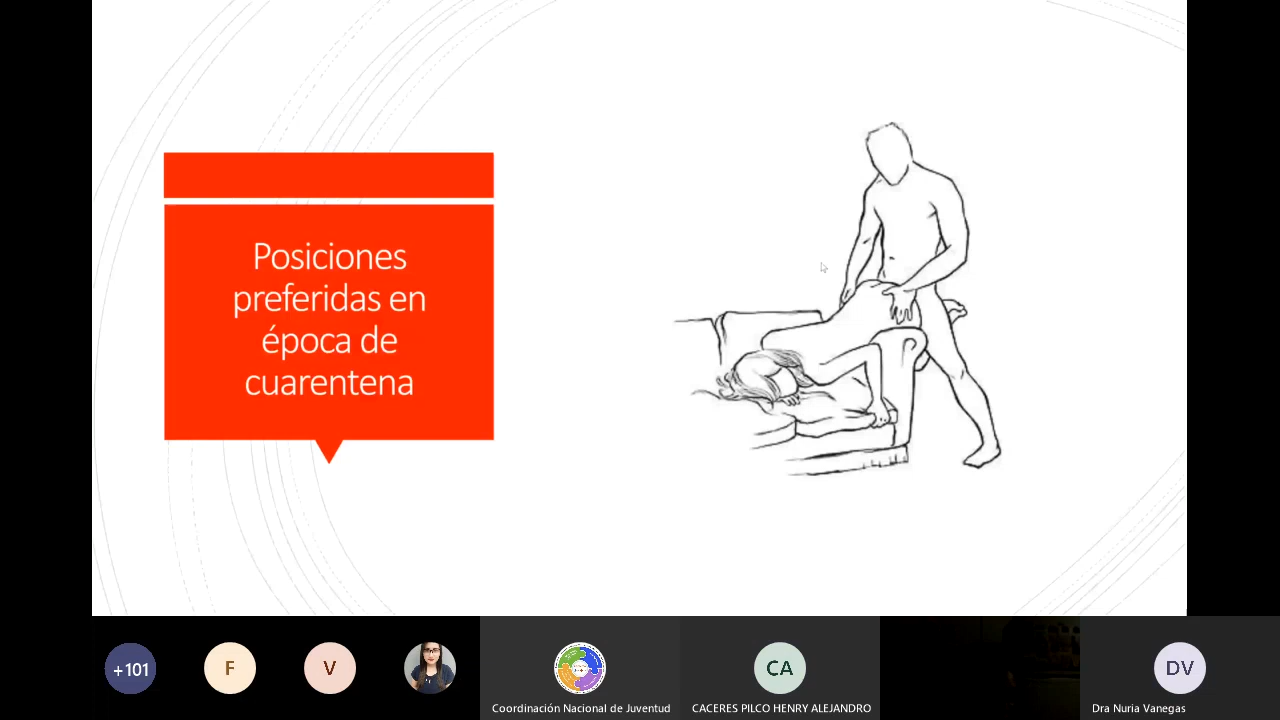 Posiciones
preferidas en
época de
cuarentena
+101
F
V
CA
DV
Coordinación Nacional de Juventud
CACERES PILCO HENRY ALEJANDRO
Dra Nuria Vanegas